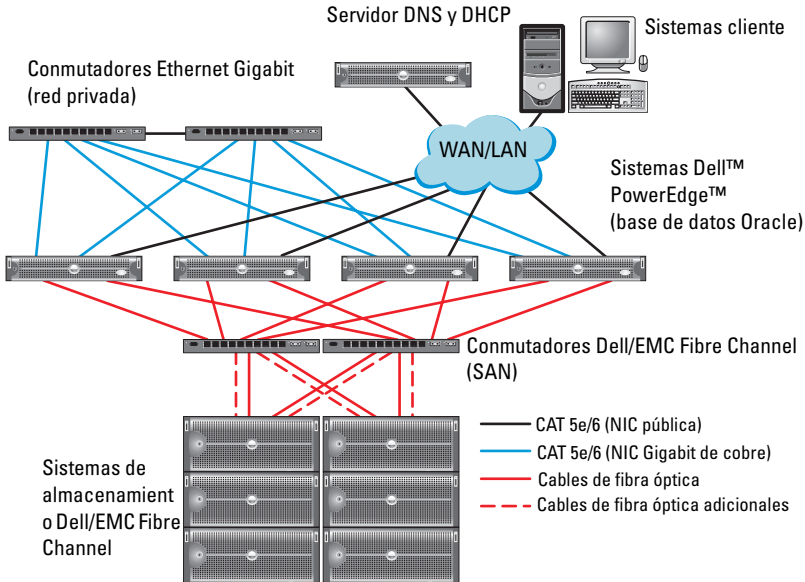 Servidor DNS y DHCP
Sistemas cliente
Conmutadores Ethernet Gigabit
(red privada)
WAN/LAN
Sistemas Dell™
PowerEdge™
(base de datos Oracle)
Conmutadores Dell/EMC Fibre Channel
(SAN)
CAT 5e/6 (NIC pública)
CAT 5e/6 (NIC Gigabit de cobre)
Cables de fibra óptica
Cables de fibra óptica adicionales
Sistemas de
almacenamient
o Dell/EMC Fibre
Channel